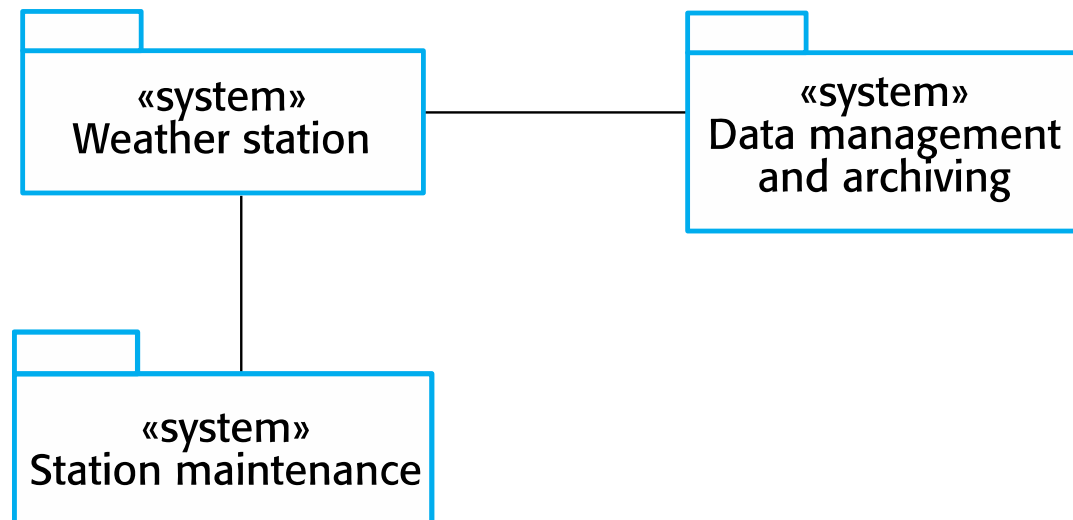 «system»
Weather station
«system»
Data management
and archiving
«system»
Station maintenance